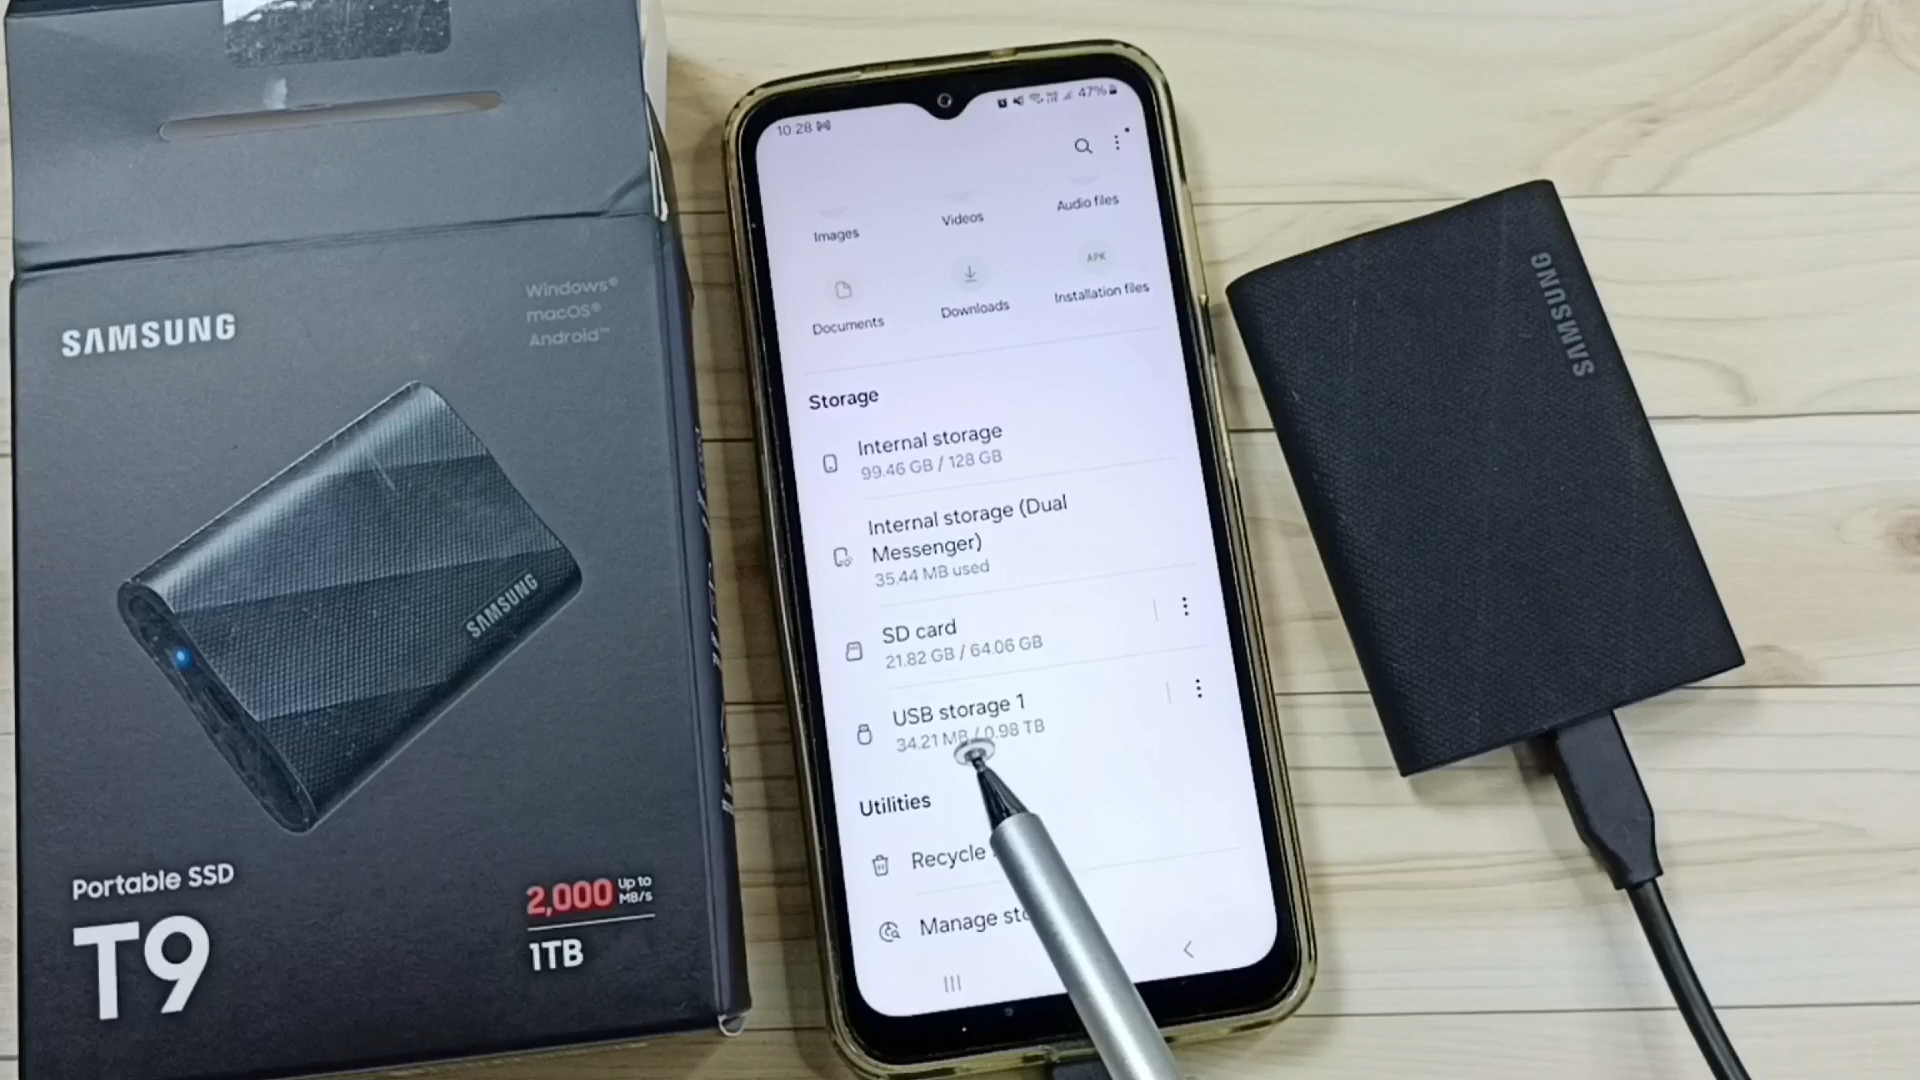 SAMSUNG
Windows®
macOS®
Android™
SAMSUNG
Portable SSD
T9
2,000 Up to
MB/s
1TB
10:28
47%
Images
Videos
Audio files
APK
Documents
Downloads
Installation files
Storage
Internal storage
99.46 GB / 128 GB
Internal storage (Dual
Messenger)
35.44 MB used
SD card
21.82 GB / 64.06 GB
USB storage 1
34.21 MB / 0.98 TB
Utilities
Recycle
Manage sto
SAMSUNG